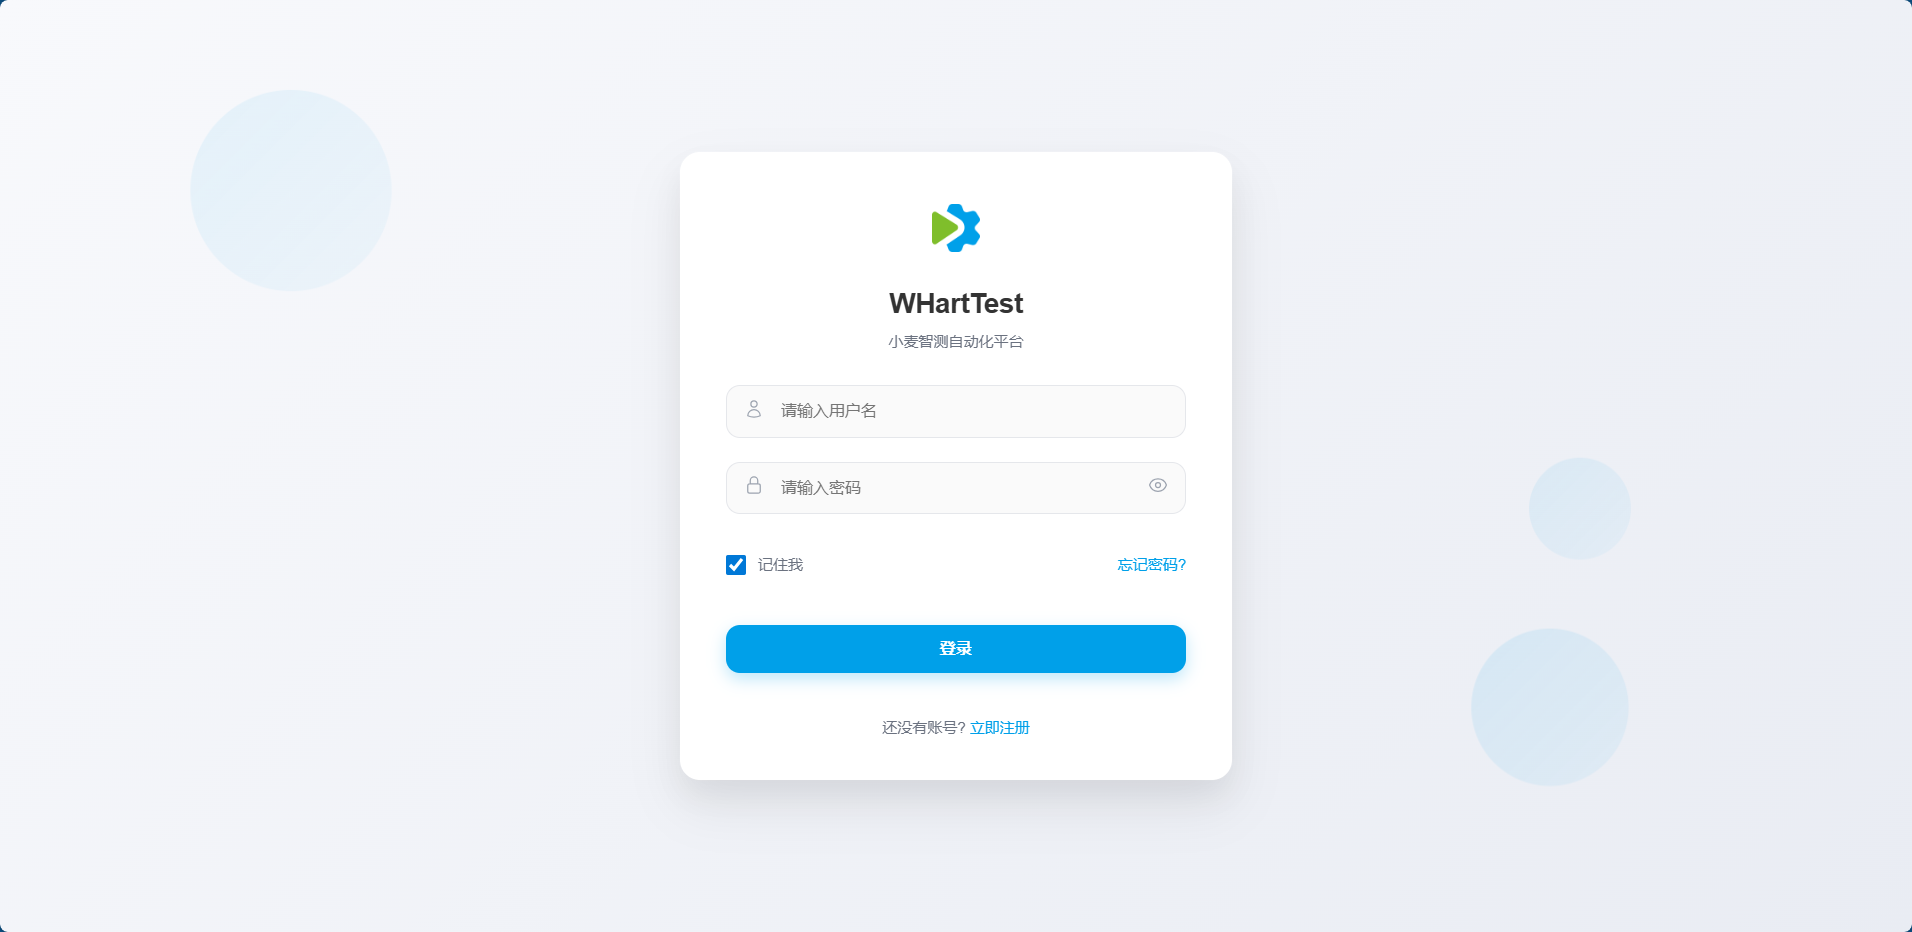 WHartTest
小麦智测自动化平台
请输入用户名
请输入密码
记住我 忘记密码?
登录
还没有账号? 立即注册